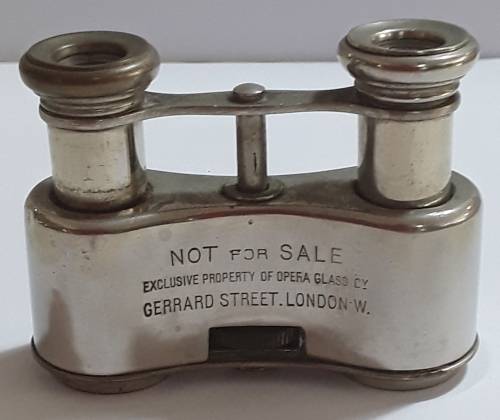 NOT FOR SALE
EXCLUSIVE PROPERTY OF OPERA GLASS CY
GERRARD STREET. LONDON·W.